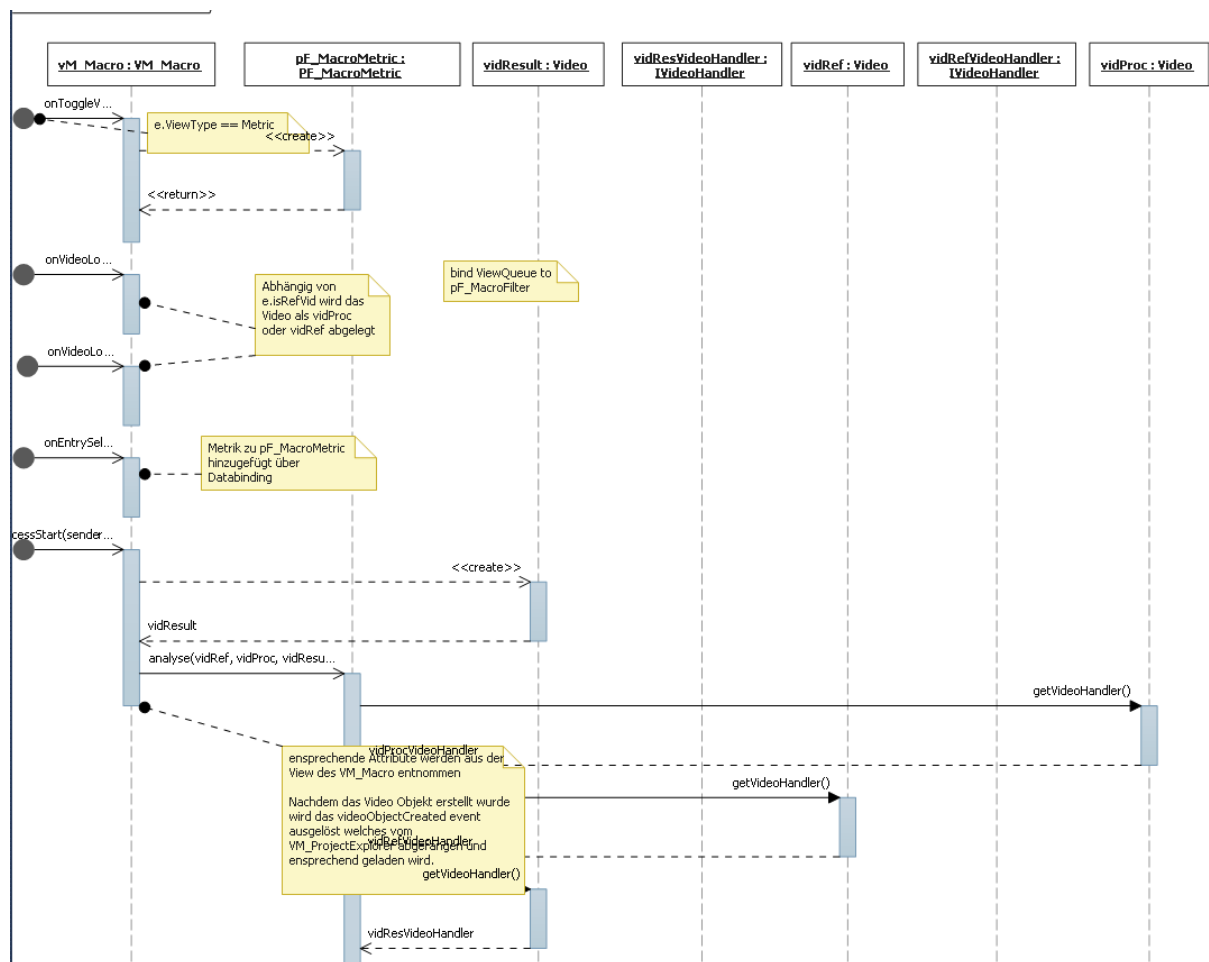 vM_Macro : VM_Macro
pF_MacroMetric :
PF_MacroMetric
vidResult : Video
vidResVideoHandler :
IVideoHandler
vidRef : Video
vidRefVideoHandler :
IVideoHandler
vidProc : Video
onToggleV...
e.ViewType == Metric
<<create>>
<<return>>
onVideoLo...
Abhängig von
e.isRefVid wird das
Video als vidProc
oder vidRef abgelegt
bind ViewQueue to
pF_MacroFilter
onVideoLo...
onEntrySel...
Metrik zu pF_MacroMetric
hinzugefügt über
Databinding
cessStart(sender...
<<create>>
vidResult
analyse(vidRef, vidProc, vidResu...
getVideoHandler()
vidProcVideoHandler
ensprechende Attribute werden aus der
View des VM_Macro entnommen
getVideoHandler()
Nachdem das Video Objekt erstellt wurde
wird das videoObjectCreated event
ausgelöst welches vom
vidRefVideoHandler
VM_ProjectExplorer abgefangen und
ensprechend geladen wird.
getVideoHandler()
vidResVideoHandler